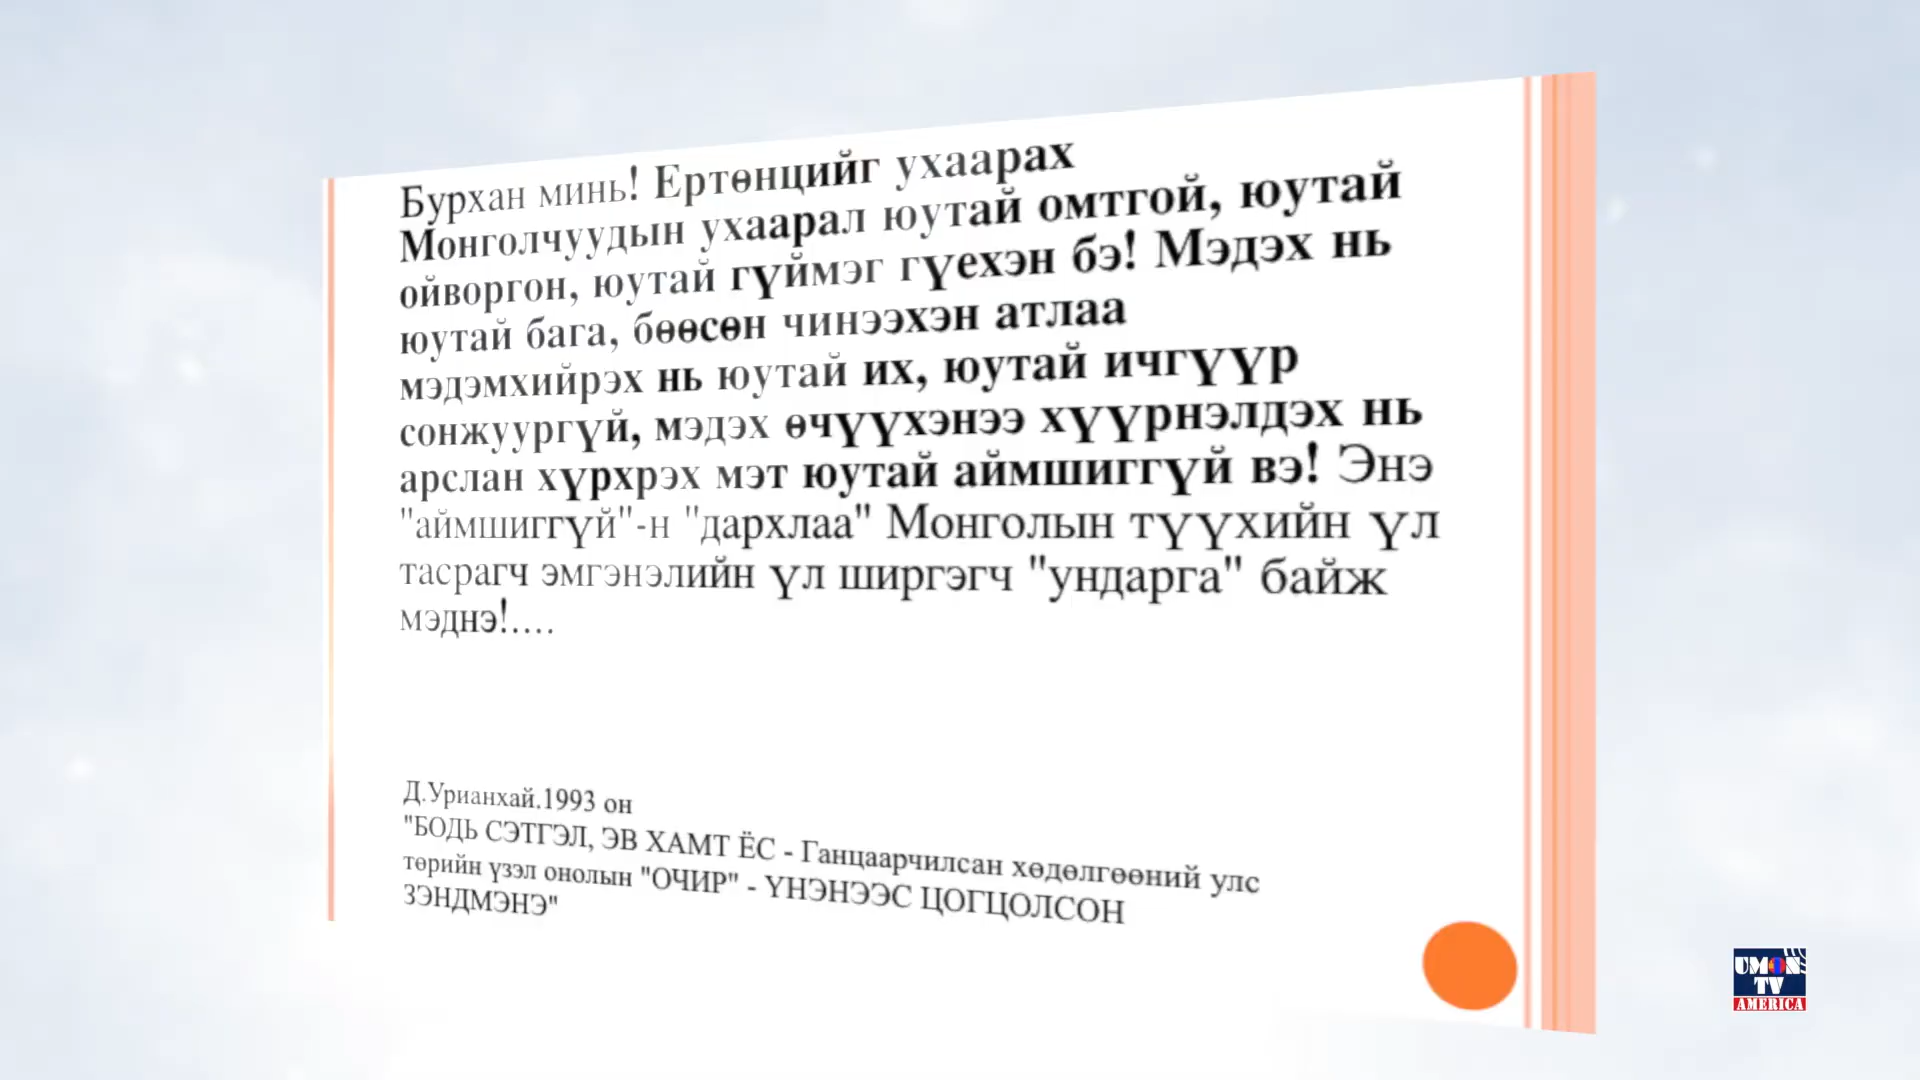 Бурхан минь! Ертөнцийг ухаарах
Монголчуудын ухаарал юутай омтгой, юутай
ойворгон, юутай гүймэг гүехэн бэ! Мэдэх нь
юутай бага, бөөсөн чинээхэн атлаа
мэдэмхийрэх нь юутай их, юутай ичгүүр
сонжуургүй, мэдэх өчүүхэнээ хүүрнэлдэх нь
арслан хүрхрэх мэт юутай аймшиггүй вэ! Энэ
"аймшиггүй"-н "дархлаа" Монголын түүхийн үл
тасрагч эмгэнэлийн үл ширгэгч "ундарга" байж
мэднэ!....
Д.Урианхай.1993 он
"БОДЬ СЭТГЭЛ, ЭВ ХАМТ ЁС - Ганцаарчилсан хөдөлгөөний улс
төрийн үзэл онолын "ОЧИР" - ҮНЭНЭЭС ЦОГЦОЛСОН
ЗЭНДМЭНЭ"
UMON
TV
AMERICA